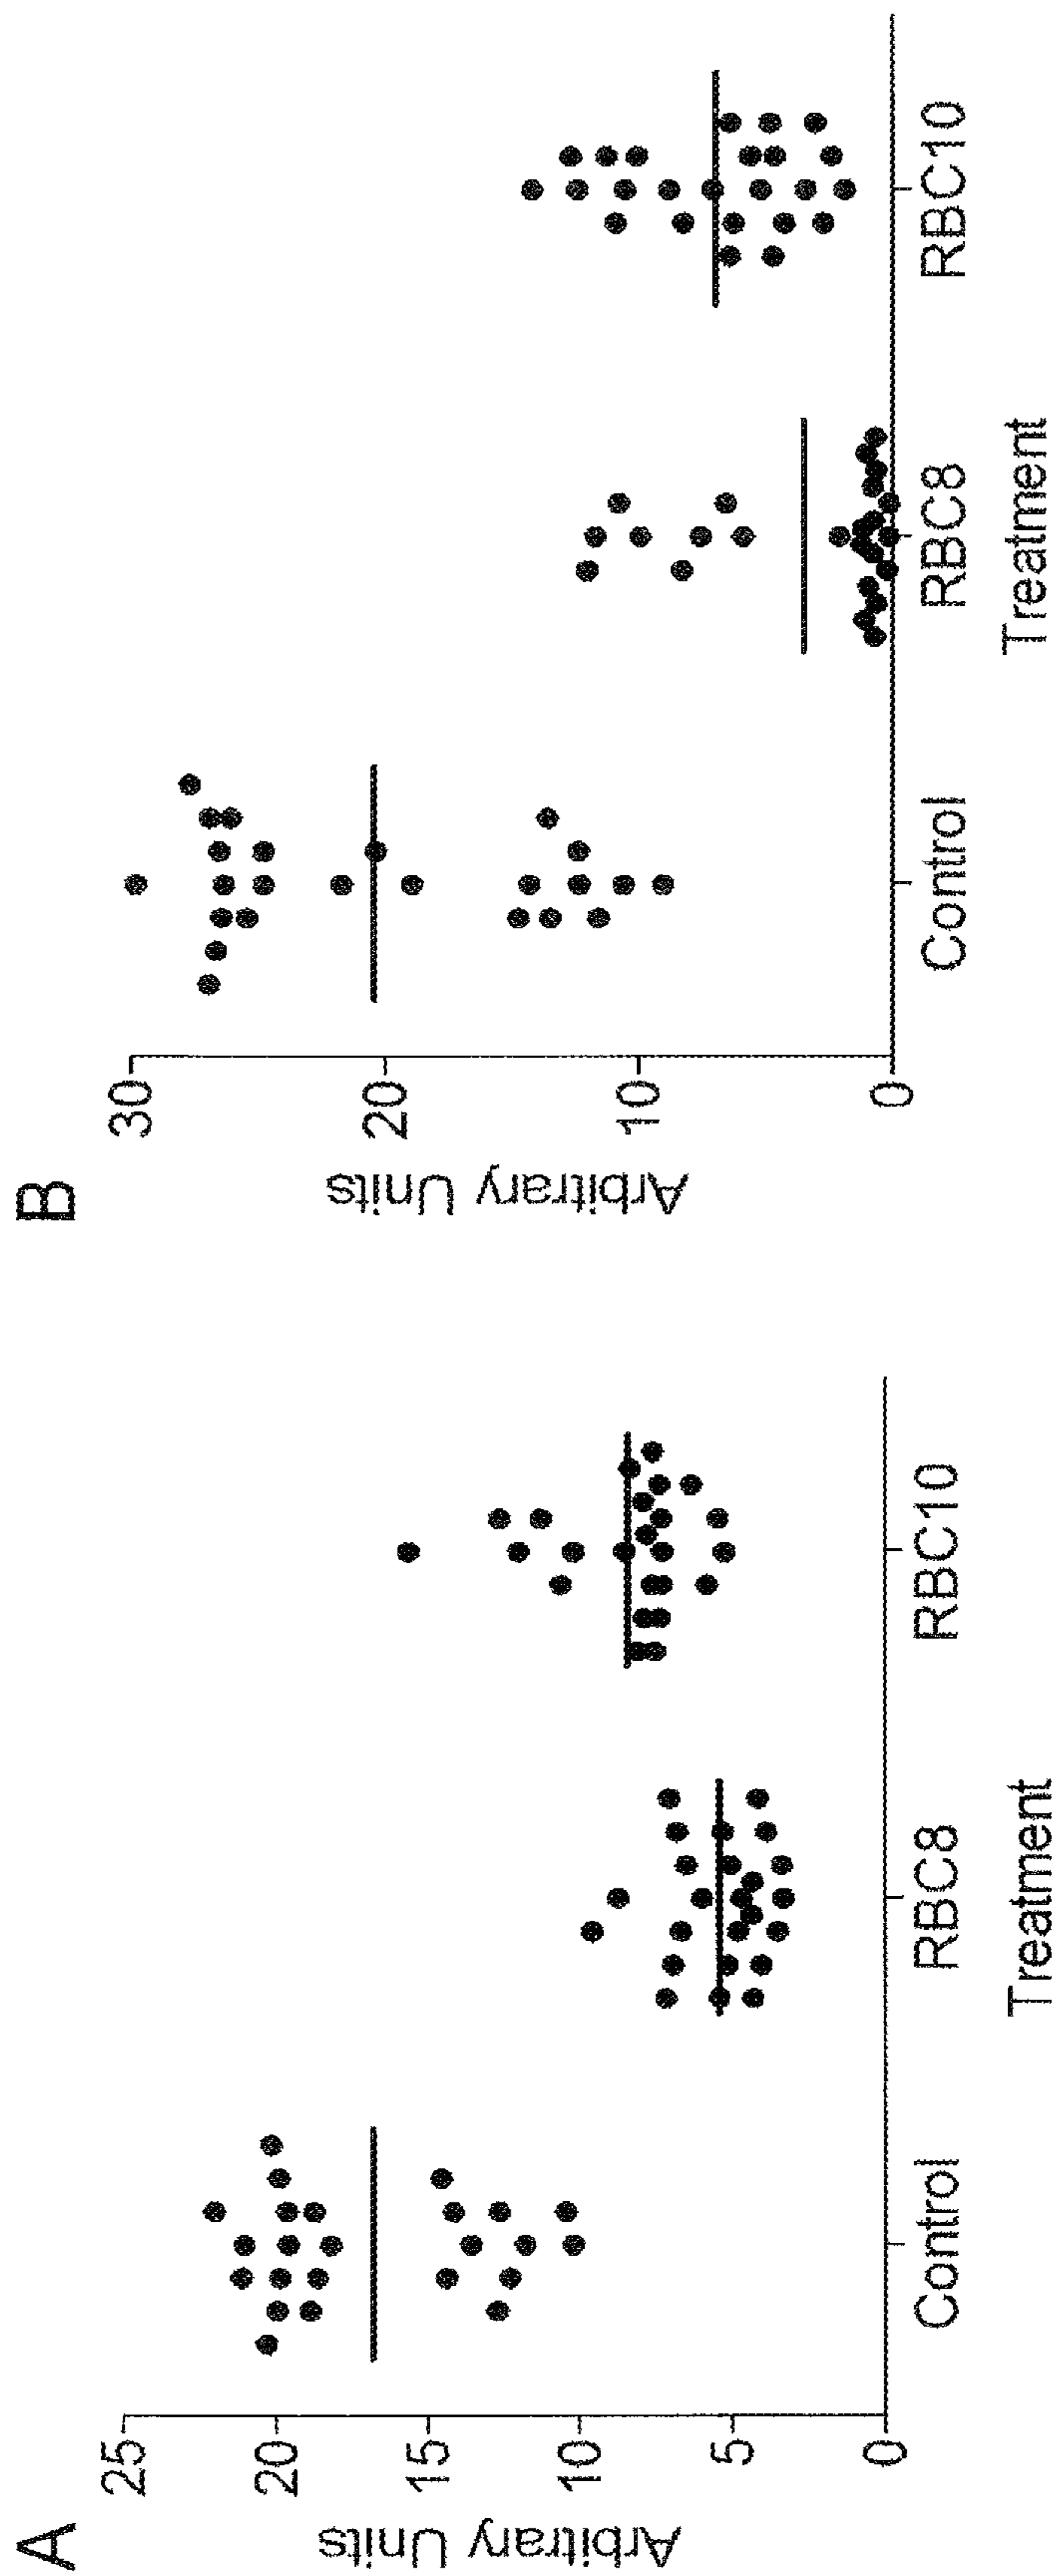 A
Arbitrary Units
25
20
15
10
5
0
Control
RBC8
RBC10
Treatment
B
Arbitrary Units
30
20
10
0
Control
RBC8
RBC10
Treatment